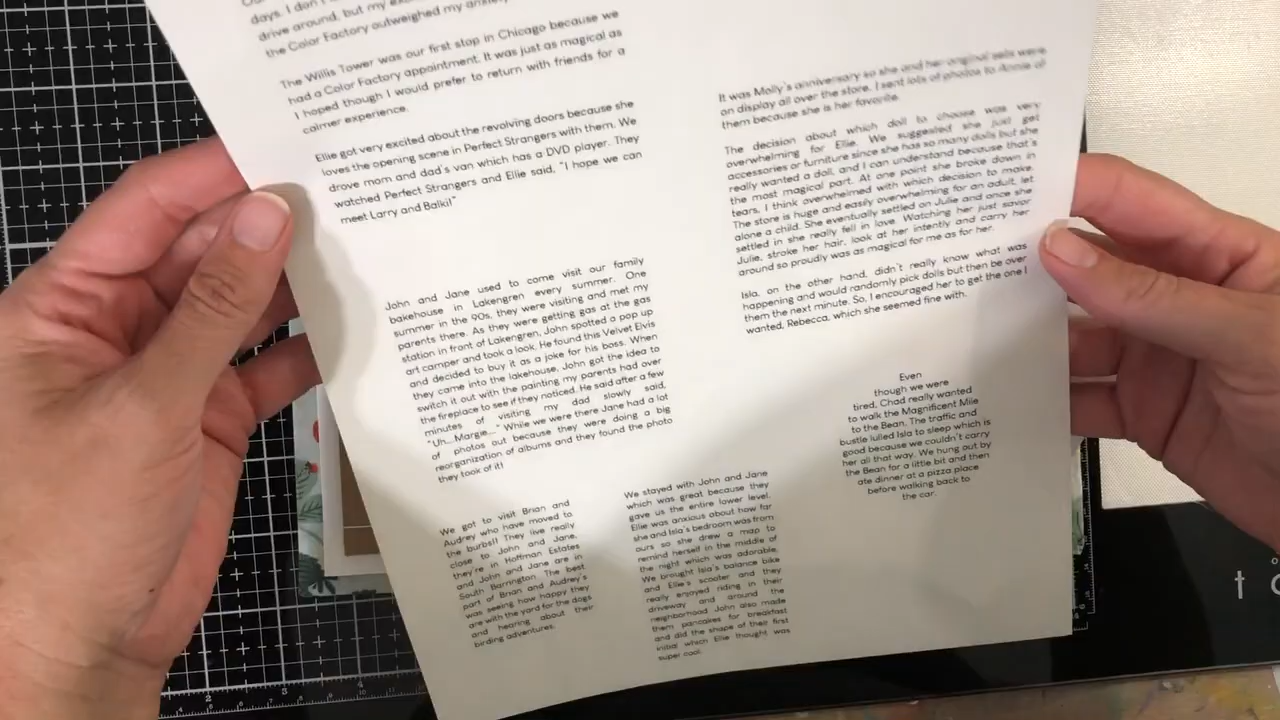 days. I don't
drive around, but my
the Color Factory outweighed my
The Willis Tower was our first stop in Chicago because we
had a Color Factory appointment. It was just as magical as
I hoped though I would prefer to return with friends for a
calmer experience.
Ellie got very excited about the revolving doors because she
loves the opening scene in Perfect Strangers with them. We
drove mom and dad's van which has a DVD player. They
watched Perfect Strangers and Ellie said, "I hope we can
meet Larry and Balki!"
John and Jane used to come visit our family
bakehouse in Lakengren every summer. One
summer in the 90s, they were visiting and met my
parents there. As they were getting gas at the gas
station in front of Lakengren, John spotted a pop up
art camper and took a look. He found this Velvet Elvis
and decided to buy it as a joke for his boss. When
they came into the lakehouse, John got the idea to
switch it out with the painting my parents had over
the fireplace to see if they noticed. He said after a few
minutes of visiting my dad slowly said,
"Uh...Margie..." While we were there Jane had a lot
of photos out because they were doing a big
reorganization of albums and they found the photo
they took of it!
We got to visit Brian and
Audrey who have moved to
the burbs!! They live really
close to John and Jane,
they're in Hoffman Estates
and John and Jane are in
South Barrington. The best
part of Brian and Audrey's
was seeing how happy they
are with the yard for the dogs
and hearing about their
birding adventures.
We stayed with John and Jane
which was great because they
gave us the entire lower level.
Ellie was anxious about how far
she and Isla's bedroom was from
ours so she drew a map to
remind herself in the middle of
the night which was adorable.
We brought Isla's balance bike
and Ellie's scooter and they
really enjoyed riding in their
driveway and around the
neighborhood. John also made
them pancakes for breakfast
and did the shape of their first
initial which Ellie thought was
super cool.
It was Molly's anniversary so she and her original sets were
on display all over the store. I sent lots of photos to Annie of
them because she is her favorite.
The decision about which doll to choose was very
overwhelming for Ellie. We suggested she just get
accessories or furniture since she has so many dolls but she
really wanted a doll, and I can understand because that's
the most magical part. At one point she broke down in
tears, I think overwhelmed with which decision to make.
The store is huge and easily overwhelming for an adult, let
alone a child. She eventually settled on Julie and once she
settled in she really fell in love. Watching her just savor
Julie, stroke her hair, look at her intently and carry her
around so proudly was as magical for me as for her.
Isla, on the other hand, didn't really know what was
happening and would randomly pick dolls but then be over
them the next minute. So, I encouraged her to get the one I
wanted, Rebecca, which she seemed fine with.
Even
though we were
tired, Chad really wanted
to walk the Magnificent Mile
to the Bean. The traffic and
bustle lulled Isla to sleep which is
good because we couldn't carry
her all that way. We hung out by
the Bean for a little bit and then
ate dinner at a pizza place
before walking back to
the car.
2 3 4